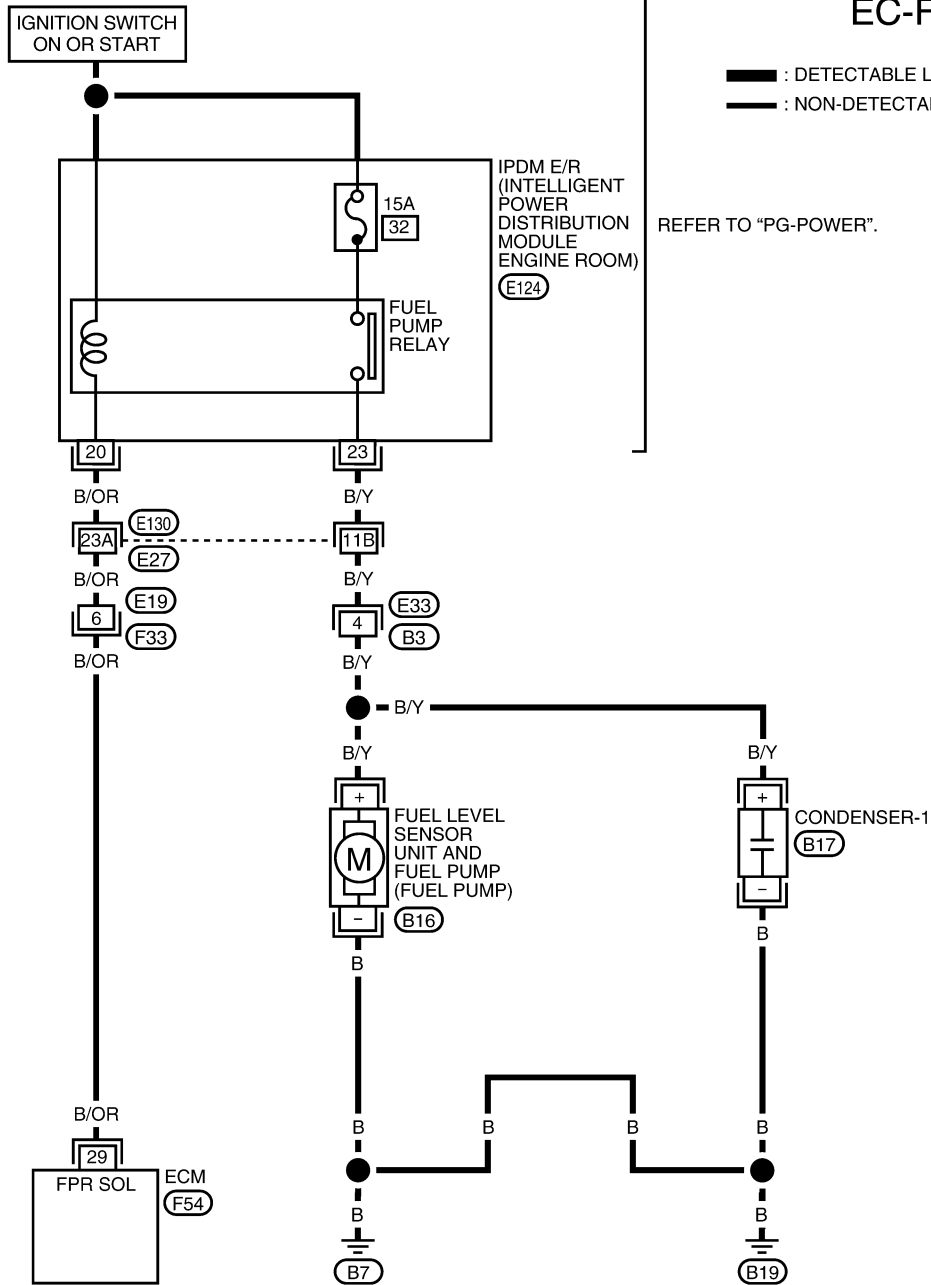 EC-F
IGNITION SWITCH
ON OR START
: DETECTABLE L
: NON-DETECTA
IPDM E/R
(INTELLIGENT
POWER
DISTRIBUTION
MODULE
ENGINE ROOM)
E124
REFER TO “PG-POWER”.
15A
32
FUEL
PUMP
RELAY
20
23
B/OR
B/Y
23A
E130
E27
11B
B/OR
B/Y
6
E19
F33
4
E33
B3
B/OR
B/Y
B/Y
B/Y
B/Y
+
+
FUEL LEVEL
SENSOR
UNIT AND
FUEL PUMP
(FUEL PUMP)
M
B16
CONDENSER-1
B17
−
−
B
B
B/OR
B
B
B
B
29
FPR SOL
ECM
F54
B
B
B7
B19